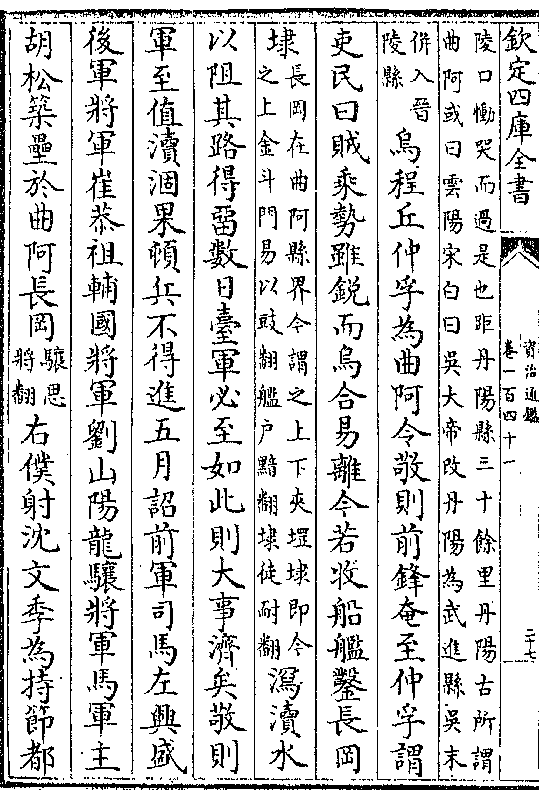 欽定四庫全書
資治通鑑
卷一百四十一
二十七
陵口慟哭而過是也距丹陽縣三十餘里丹陽古所謂
曲阿或曰雲陽宋白曰吳大帝改丹陽為武進縣吳末
併入晉
陵縣
烏程丘仲孚為曲阿令敬則前鋒奄至仲孚謂
吏民曰賊乘勢雖銳而烏合易離今若收船艦鑿長岡
埭
長岡在曲阿縣界今謂之上下夾埋埭即今
之上金斗門易以豉翻艦户黯翻埭徒耐翻
瀉瀆水
以阻其路得留數日臺軍必至如此則大事濟矣敬則
軍至值瀆涸果頓兵不得進五月詔前軍司馬左興盛
後軍將軍崔恭祖輔國將軍劉山陽龍驤將軍馬軍主
胡松築壘於曲阿長岡
驤思
將翻
右僕射沈文季為持節都